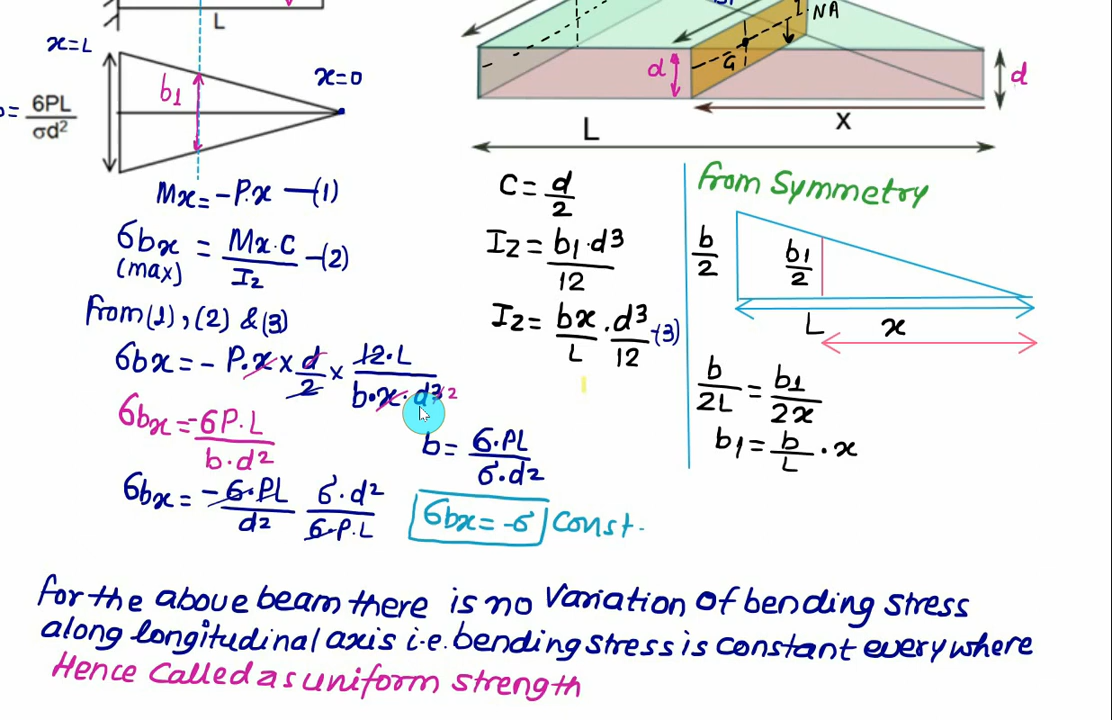 L
x=L
x=0
b1
= 6PL / σd²
Mx = -P.x —(1)
σbx (max) = Mx.C / Iz —(2)
from (1), (2) & (3)
σbx = - P.x × d/2 × 12.L / b.x.d³ 2
σbx = -6P.L / b.d²
b = 6.PL / σ.d²
σbx = -6.PL / d² σ.d² / 6.P.L
σbx = -σ Const.
NA
G
d
d
x
L
C = d/2
Iz = b1.d³ / 12
Iz = bx / L . d³ / 12 —(3)
from Symmetry
b/2
b1/2
L
x
b / 2L = b1 / 2x
b1 = b/L . x
for the above beam there is no Variation of bending stress
along longitudinal axis i.e. bending stress is constant everywhere
Hence Called as uniform strength